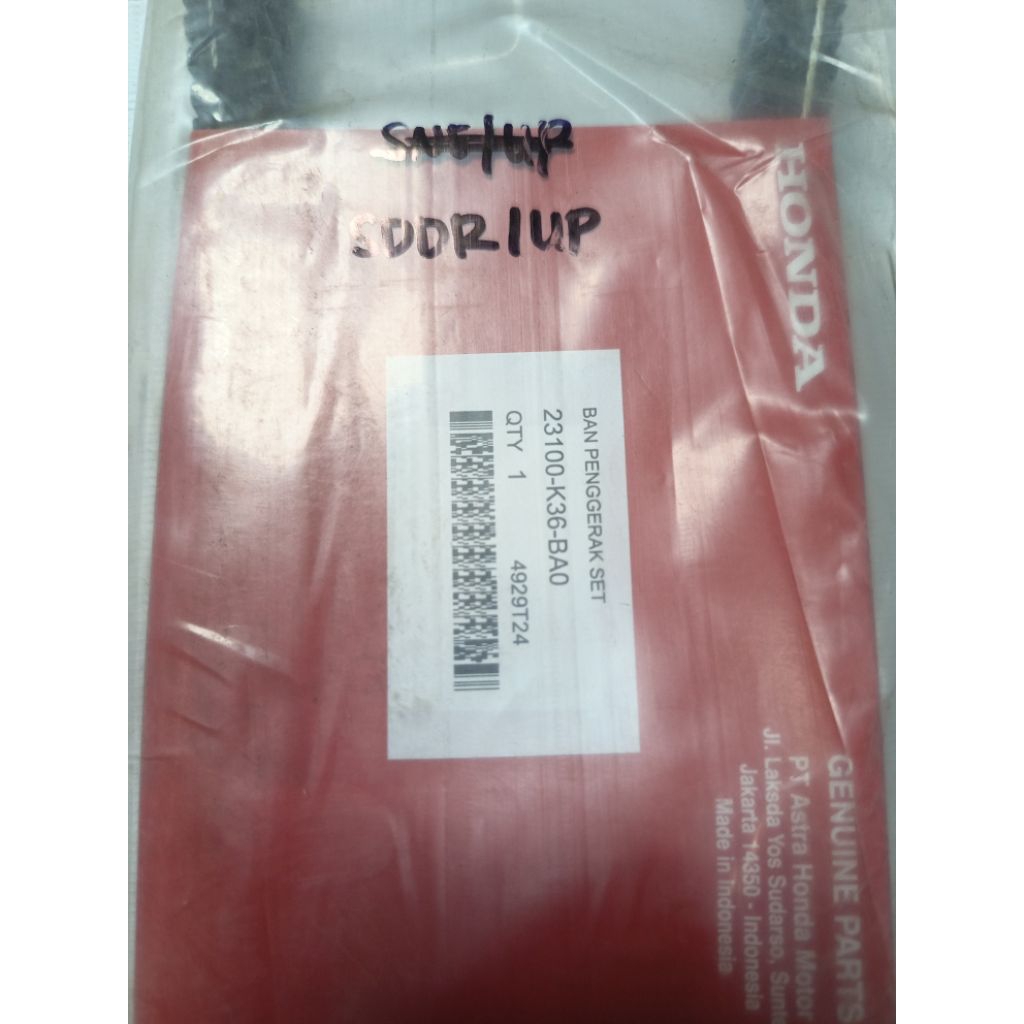 SDDR/UP
HONDA
BAN PENGGERAK SET
23100-K36-BA0
QTY 1 4929T24
GENUINE PARTS
PT Astra Honda Motor
Jl. Laksda Yos Sudarso,
Jakarta 14350 - Indonesia
Made in Indonesia